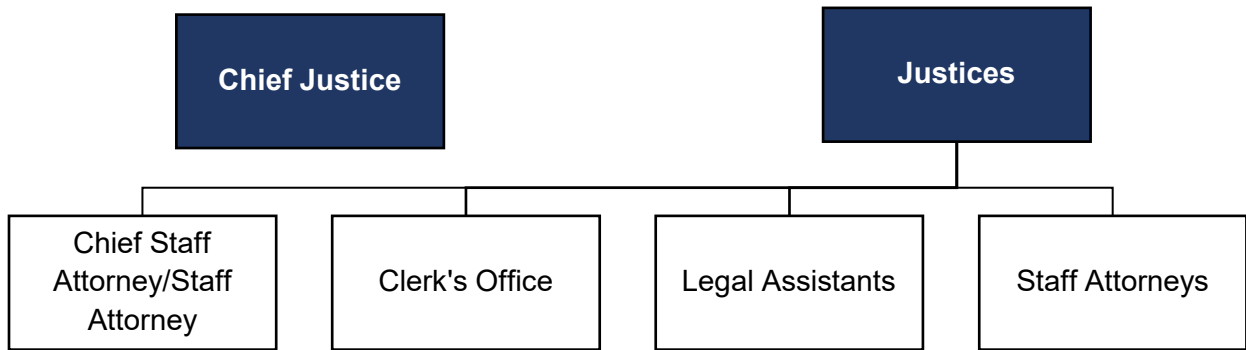 Chief Justice
Justices
Chief Staff
Attorney/Staff
Attorney
Clerk's Office
Legal Assistants
Staff Attorneys